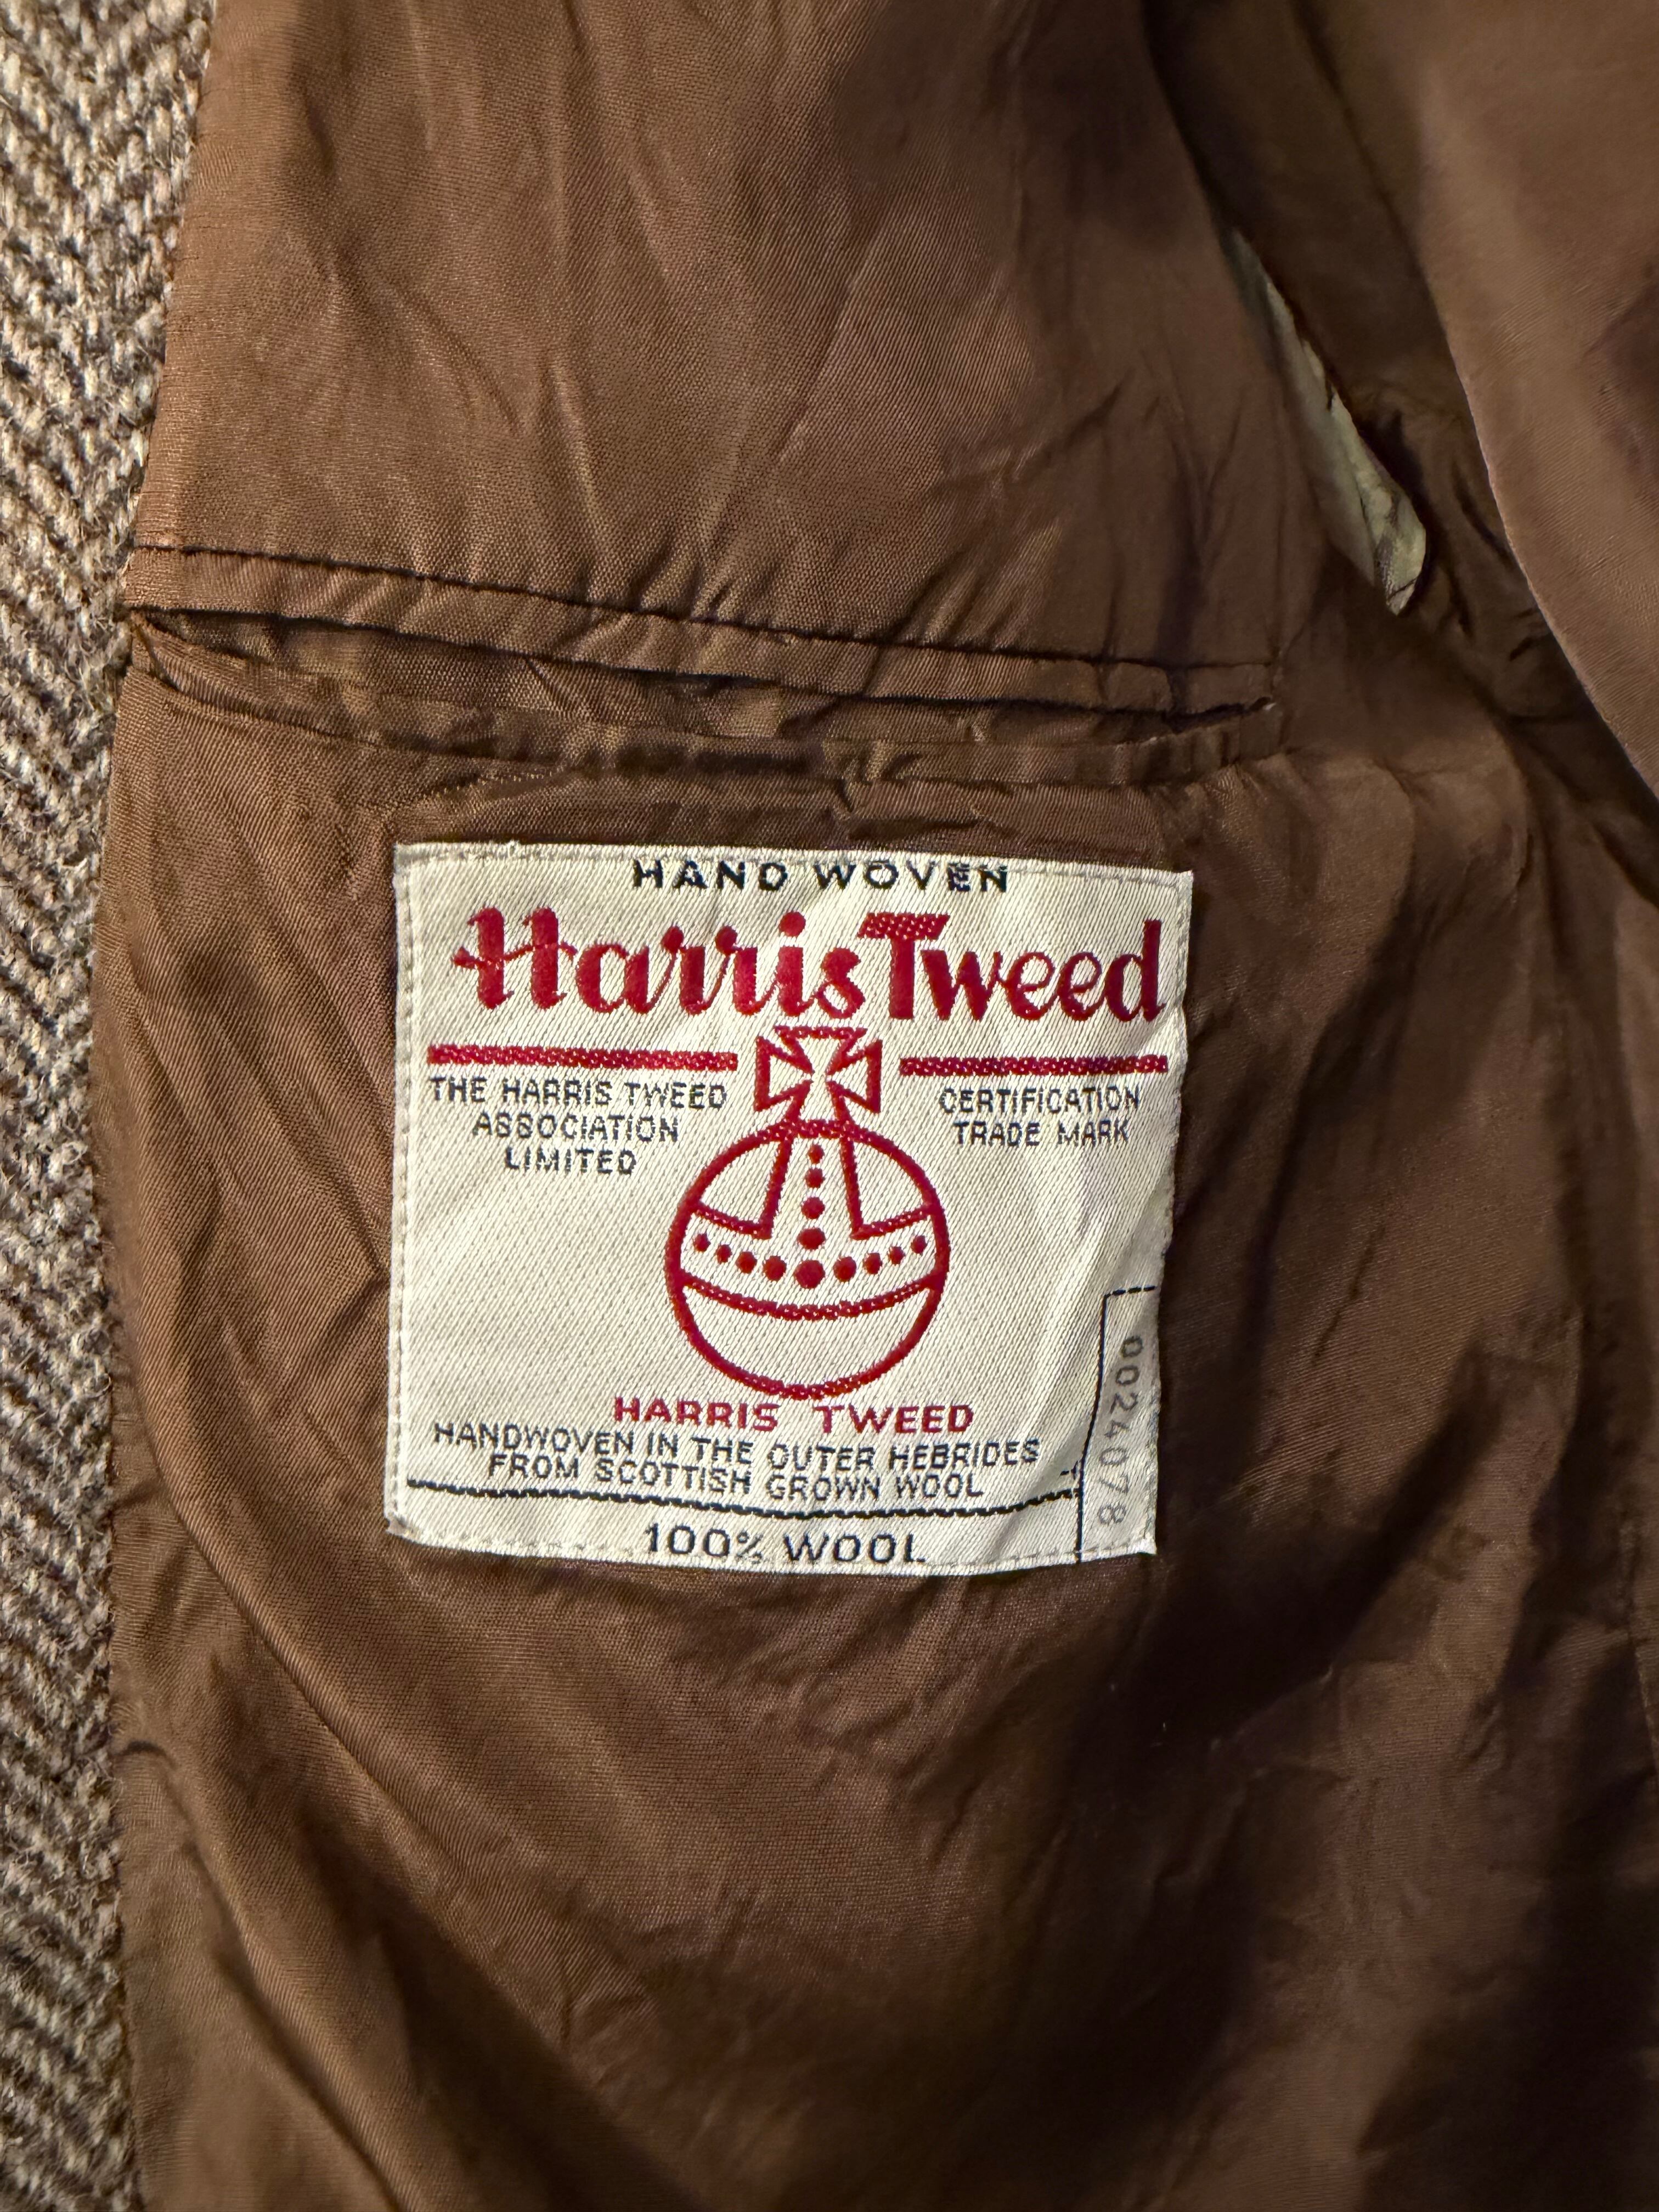 HAND WOVEN
Harris Tweed
THE HARRIS TWEED
ASSOCIATION
LIMITED
CERTIFICATION
TRADE MARK
HARRIS TWEED
HANDWOVEN IN THE OUTER HEBRIDES
FROM SCOTTISH GROWN WOOL
100% WOOL
0024078